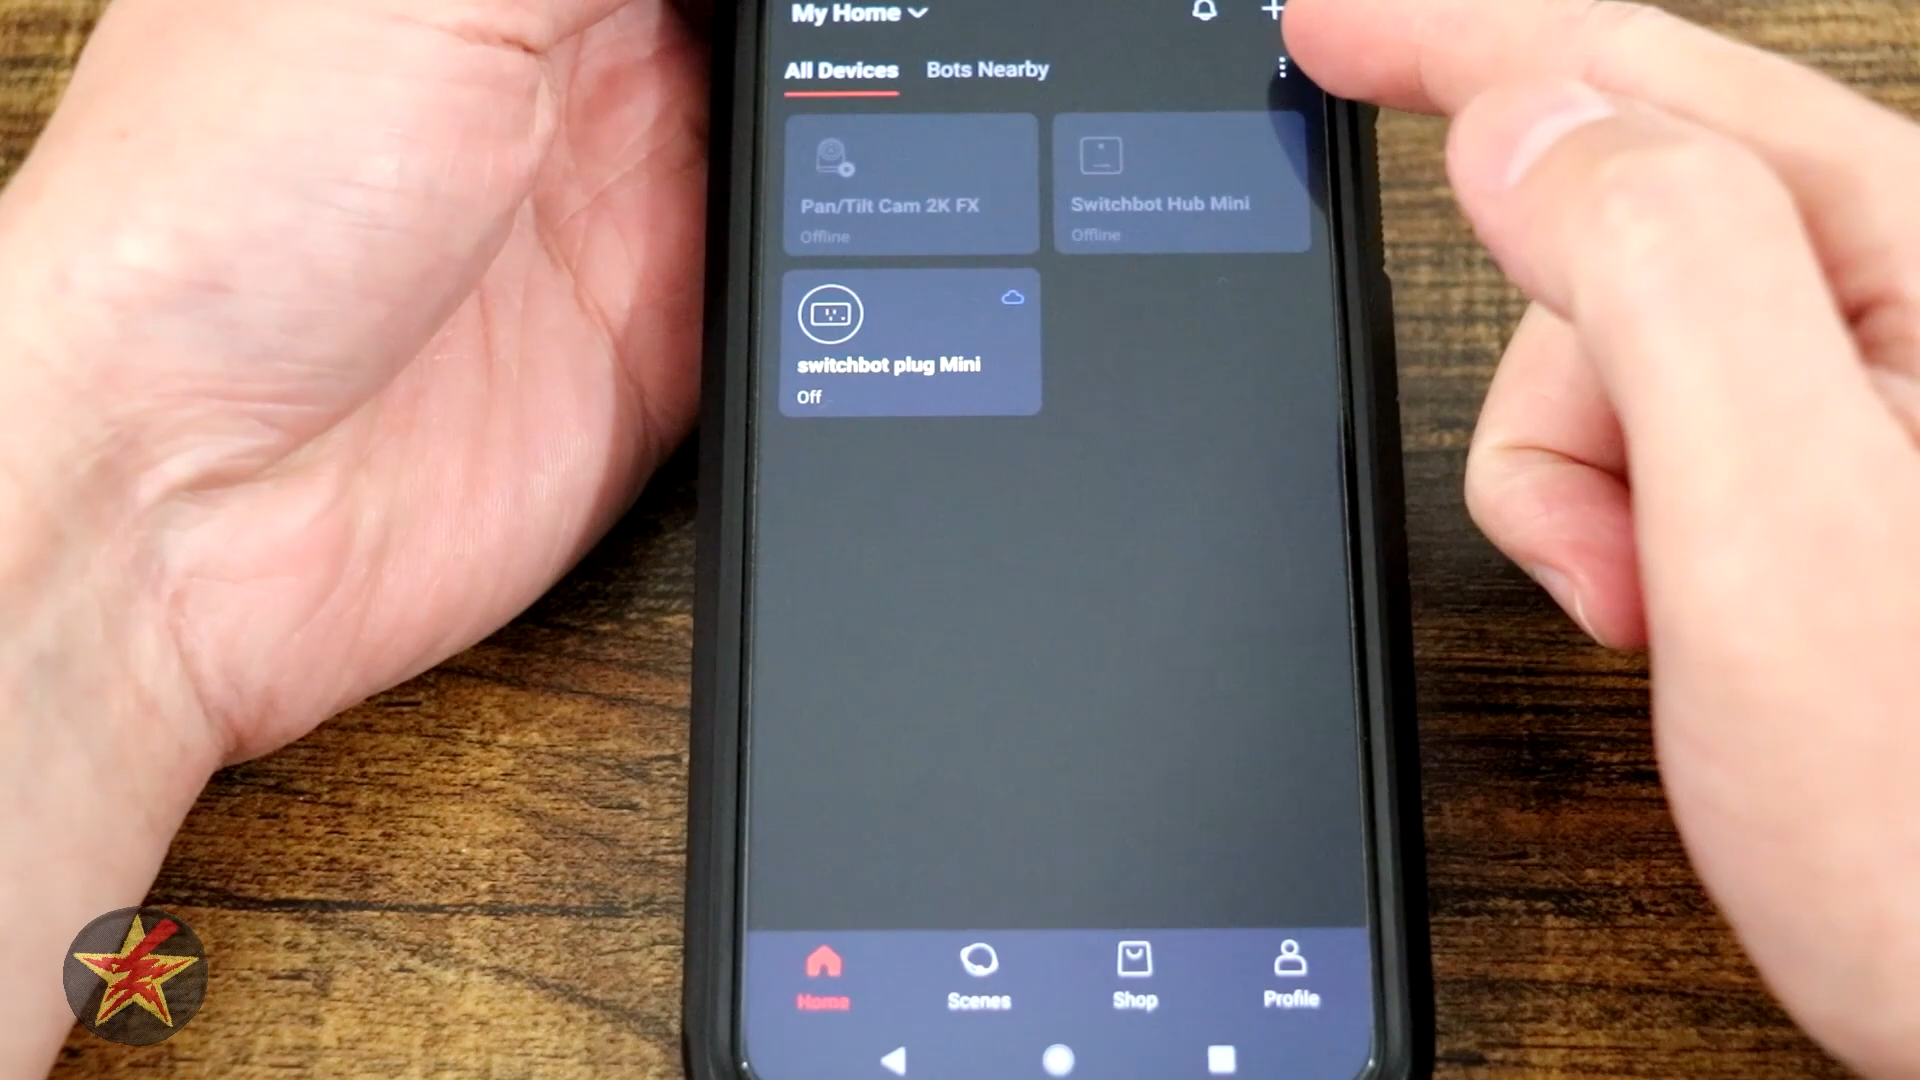 My Home
All Devices Bots Nearby
Pan/Tilt Cam 2K FX
Offline
Switchbot Hub Mini
Offline
switchbot plug Mini
Off
Home Scenes Shop Profile